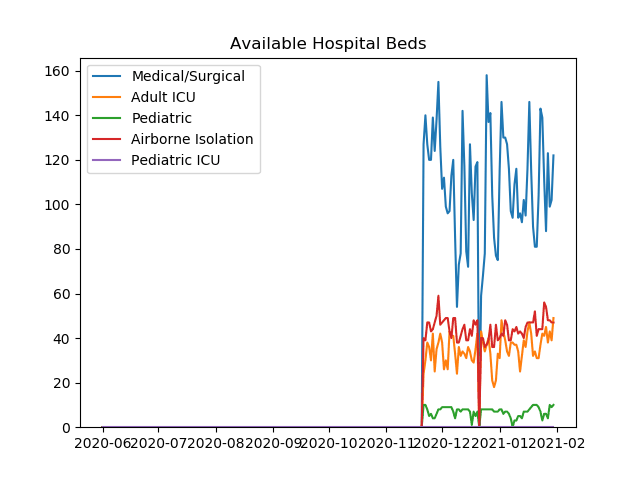 Available Hospital Beds
Medical/Surgical
Adult ICU
Pediatric
Airborne Isolation
Pediatric ICU
160
140
120
100
80
60
40
20
0
2020-06 2020-07 2020-08 2020-09 2020-10 2020-11 2020-12 2021-01 2021-02